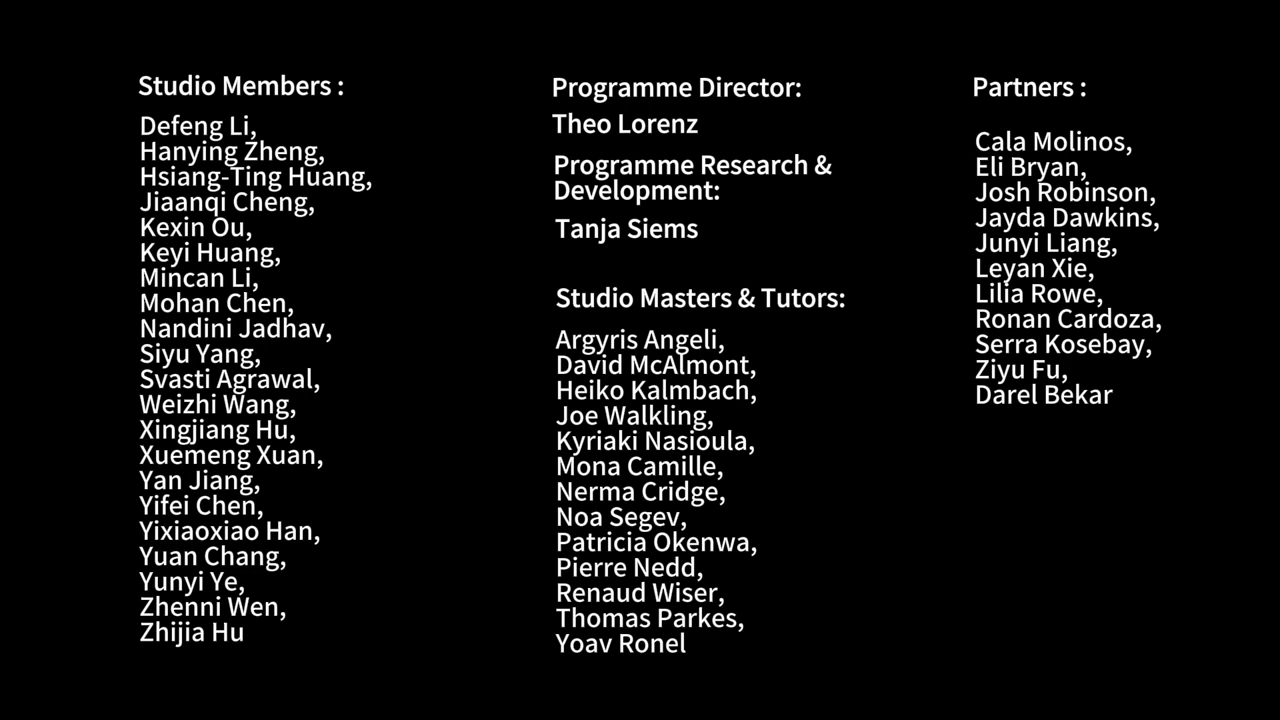 Studio Members :
Defeng Li,
Hanying Zheng,
Hsiang-Ting Huang,
Jiaanqi Cheng,
Kexin Ou,
Keyi Huang,
Mincan Li,
Mohan Chen,
Nandini Jadhav,
Siyu Yang,
Svasti Agrawal,
Weizhi Wang,
Xingjiang Hu,
Xuemeng Xuan,
Yan Jiang,
Yifei Chen,
Yixiaoxiao Han,
Yuan Chang,
Yunyi Ye,
Zhenni Wen,
Zhijia Hu
Programme Director:
Theo Lorenz
Programme Research &
Development:
Tanja Siems
Studio Masters & Tutors:
Argyris Angeli,
David McAlmont,
Heiko Kalmbach,
Joe Walkling,
Kyriaki Nasioula,
Mona Camille,
Nerma Cridge,
Noa Segev,
Patricia Okenwa,
Pierre Nedd,
Renaud Wiser,
Thomas Parkes,
Yoav Ronel
Partners :
Cala Molinos,
Eli Bryan,
Josh Robinson,
Jayda Dawkins,
Junyi Liang,
Leyan Xie,
Lilia Rowe,
Ronan Cardoza,
Serra Kosebay,
Ziyu Fu,
Darel Bekar